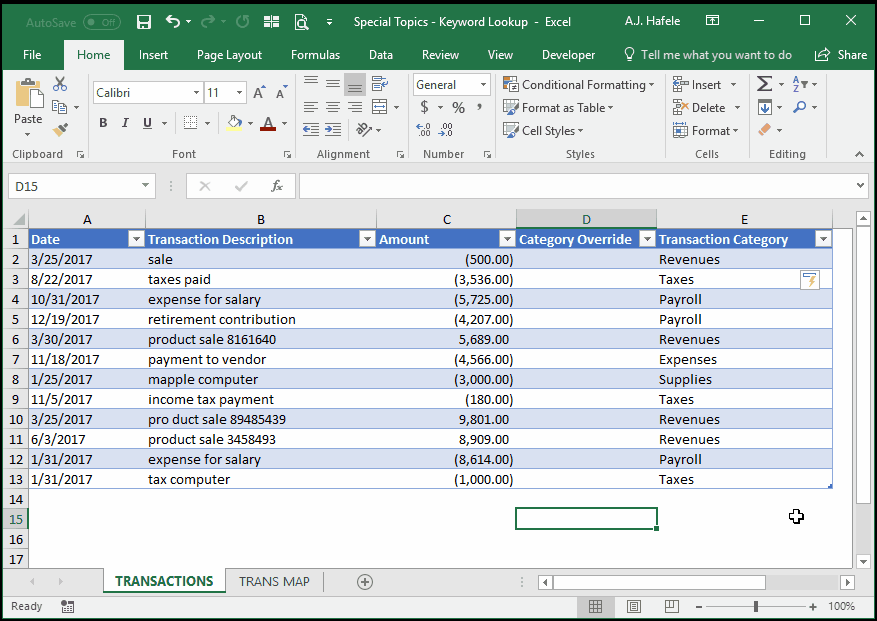 AutoSave Off Special Topics - Keyword Lookup - Excel A.J. Hafele
File Home Insert Page Layout Formulas Data Review View Developer Tell me what you want to do Share
Paste
Calibri 11 A A
B I U A
General
$ % ,
Conditional Formatting
Format as Table
Cell Styles
Insert
Delete
Format
Clipboard Font Alignment Number Styles Cells Editing
D15 fx
A B C D E
1 Date Transaction Description Amount Category Override Transaction Category
2 3/25/2017 sale (500.00) Revenues
3 8/22/2017 taxes paid (3,536.00) Taxes
4 10/31/2017 expense for salary (5,725.00) Payroll
5 12/19/2017 retirement contribution (4,207.00) Payroll
6 3/30/2017 product sale 8161640 5,689.00 Revenues
7 11/18/2017 payment to vendor (4,566.00) Expenses
8 1/25/2017 mapple computer (3,000.00) Supplies
9 11/5/2017 income tax payment (180.00) Taxes
10 3/25/2017 pro duct sale 89485439 9,801.00 Revenues
11 6/3/2017 product sale 3458493 8,909.00 Revenues
12 1/31/2017 expense for salary (8,614.00) Payroll
13 1/31/2017 tax computer (1,000.00) Taxes
14
15
16
17
TRANSACTIONS TRANS MAP
Ready 100%